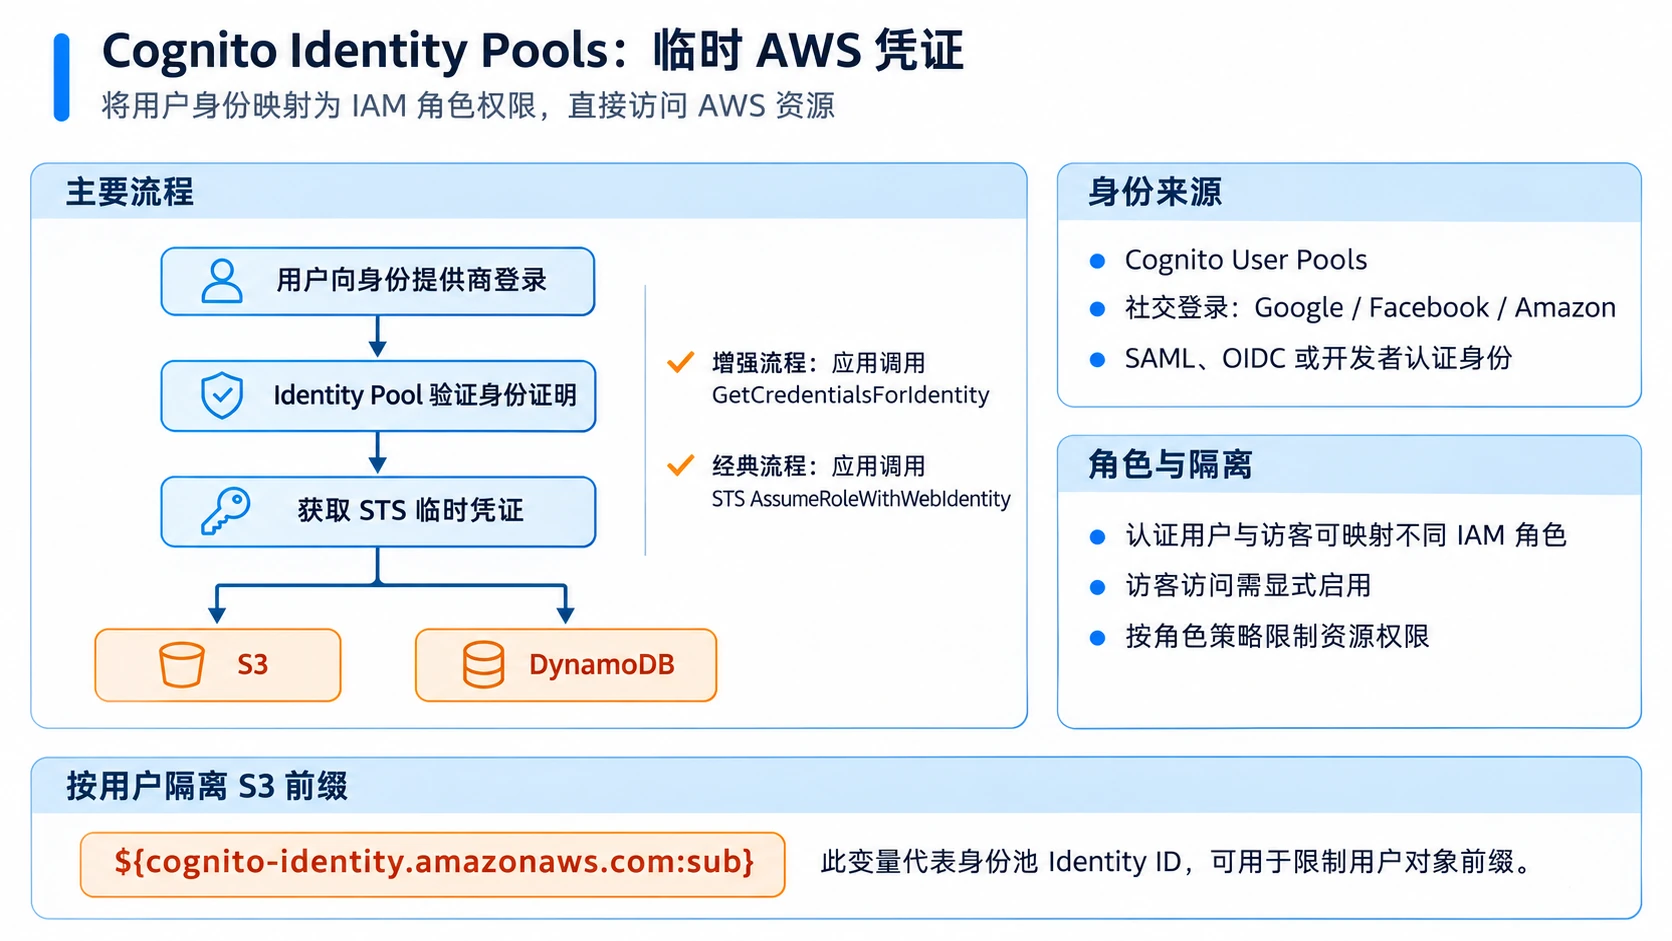 Cognito Identity Pools：临时 AWS 凭证
将用户身份映射为 IAM 角色权限，直接访问 AWS 资源
主要流程
用户向身份提供商登录
Identity Pool 验证身份证明
获取 STS 临时凭证
S3
DynamoDB
增强流程：应用调用
GetCredentialsForIdentity
经典流程：应用调用
STS AssumeRoleWithWebIdentity
身份来源
Cognito User Pools
社交登录：Google / Facebook / Amazon
SAML、OIDC 或开发者认证身份
角色与隔离
认证用户与访客可映射不同 IAM 角色
访客访问需显式启用
按角色策略限制资源权限
按用户隔离 S3 前缀
${cognito-identity.amazonaws.com:sub}
此变量代表身份池 Identity ID，可用于限制用户对象前缀。